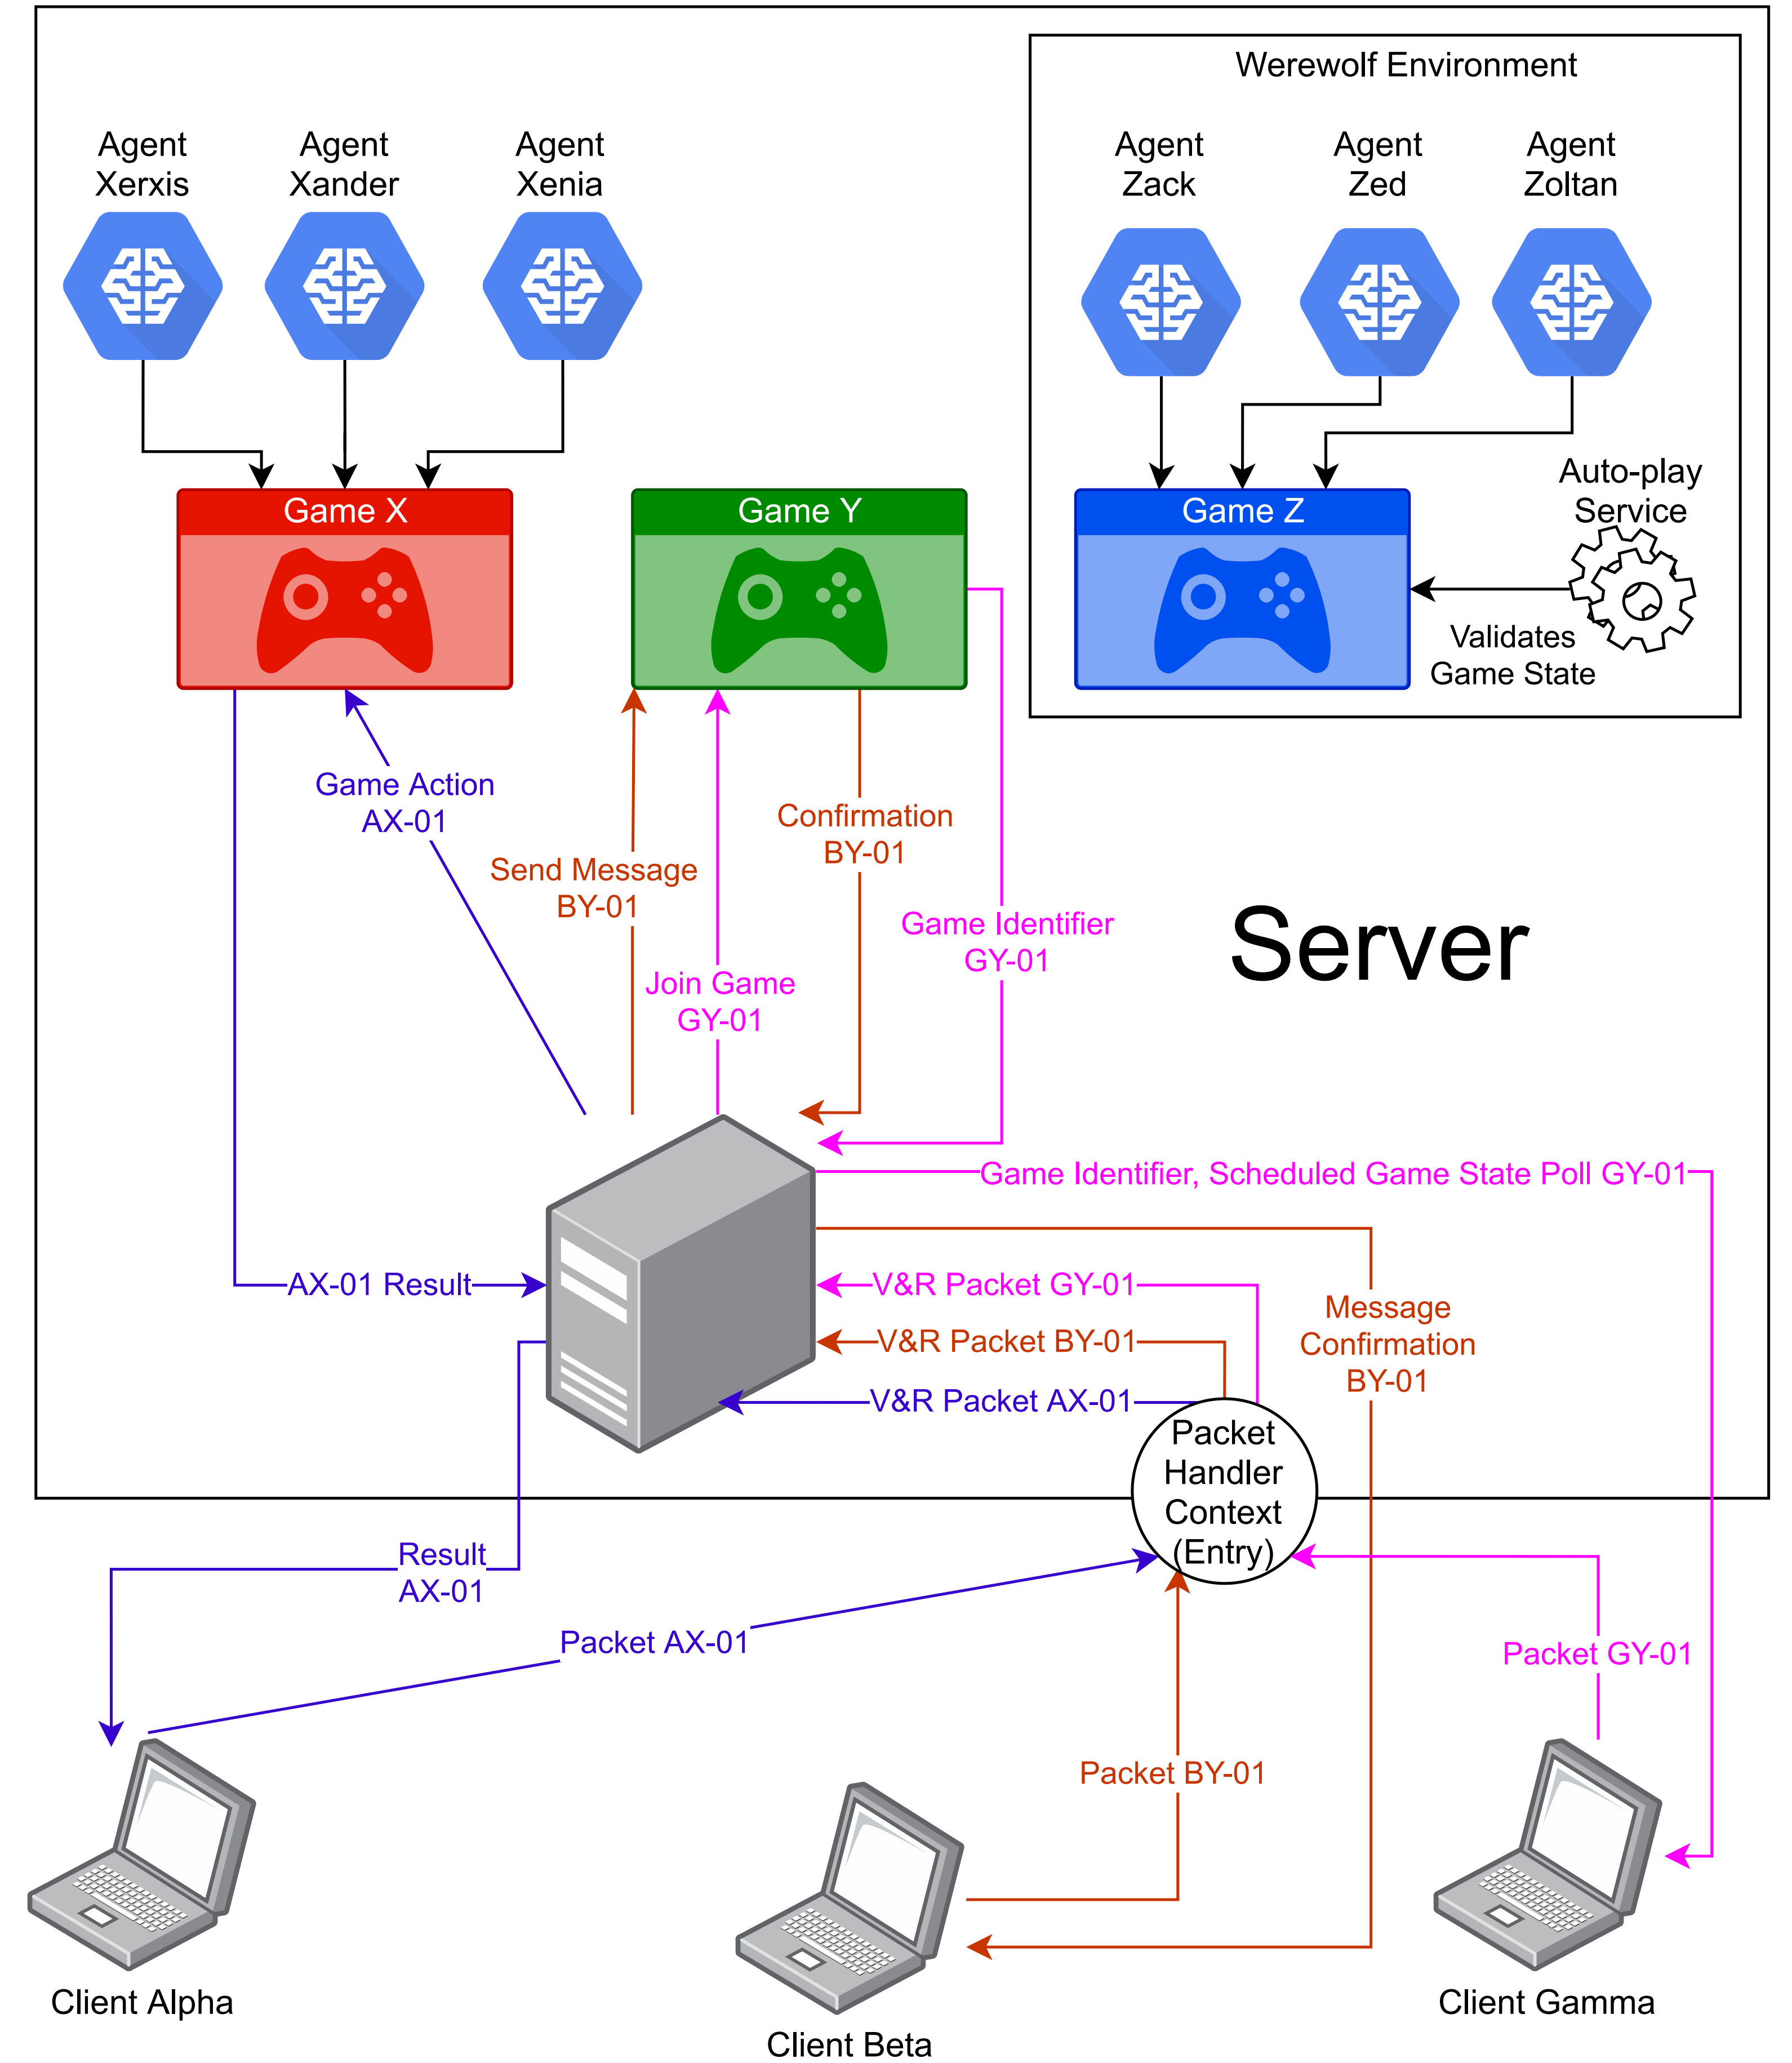 Werewolf Environment
Agent
Xerxis
Agent
Xander
Agent
Xenia
Agent
Zack
Agent
Zed
Agent
Zoltan
Game X
Game Y
Game Z
Auto-play
Service
Validates
Game State
Game Action
AX-01
Send Message
BY-01
Join Game
GY-01
Confirmation
BY-01
Game Identifier
GY-01
Server
Game Identifier, Scheduled Game State Poll GY-01
AX-01 Result
V&R Packet GY-01
V&R Packet BY-01
V&R Packet AX-01
Message
Confirmation
BY-01
Packet
Handler
Context
(Entry)
Result
AX-01
Packet AX-01
Packet GY-01
Packet BY-01
Client Alpha
Client Beta
Client Gamma